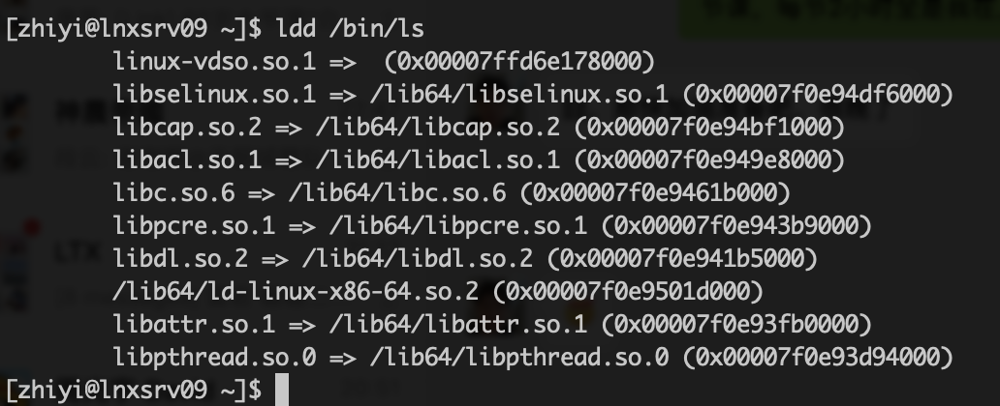 [zhiyi@lnxsrv09 ~]$ ldd /bin/ls
linux-vdso.so.1 =>  (0x00007ffd6e178000)
libselinux.so.1 => /lib64/libselinux.so.1 (0x00007f0e94df6000)
libcap.so.2 => /lib64/libcap.so.2 (0x00007f0e94bf1000)
libacl.so.1 => /lib64/libacl.so.1 (0x00007f0e949e8000)
libc.so.6 => /lib64/libc.so.6 (0x00007f0e9461b000)
libpcre.so.1 => /lib64/libpcre.so.1 (0x00007f0e943b9000)
libdl.so.2 => /lib64/libdl.so.2 (0x00007f0e941b5000)
/lib64/ld-linux-x86-64.so.2 (0x00007f0e9501d000)
libattr.so.1 => /lib64/libattr.so.1 (0x00007f0e93fb0000)
libpthread.so.0 => /lib64/libpthread.so.0 (0x00007f0e93d94000)
[zhiyi@lnxsrv09 ~]$
LTX